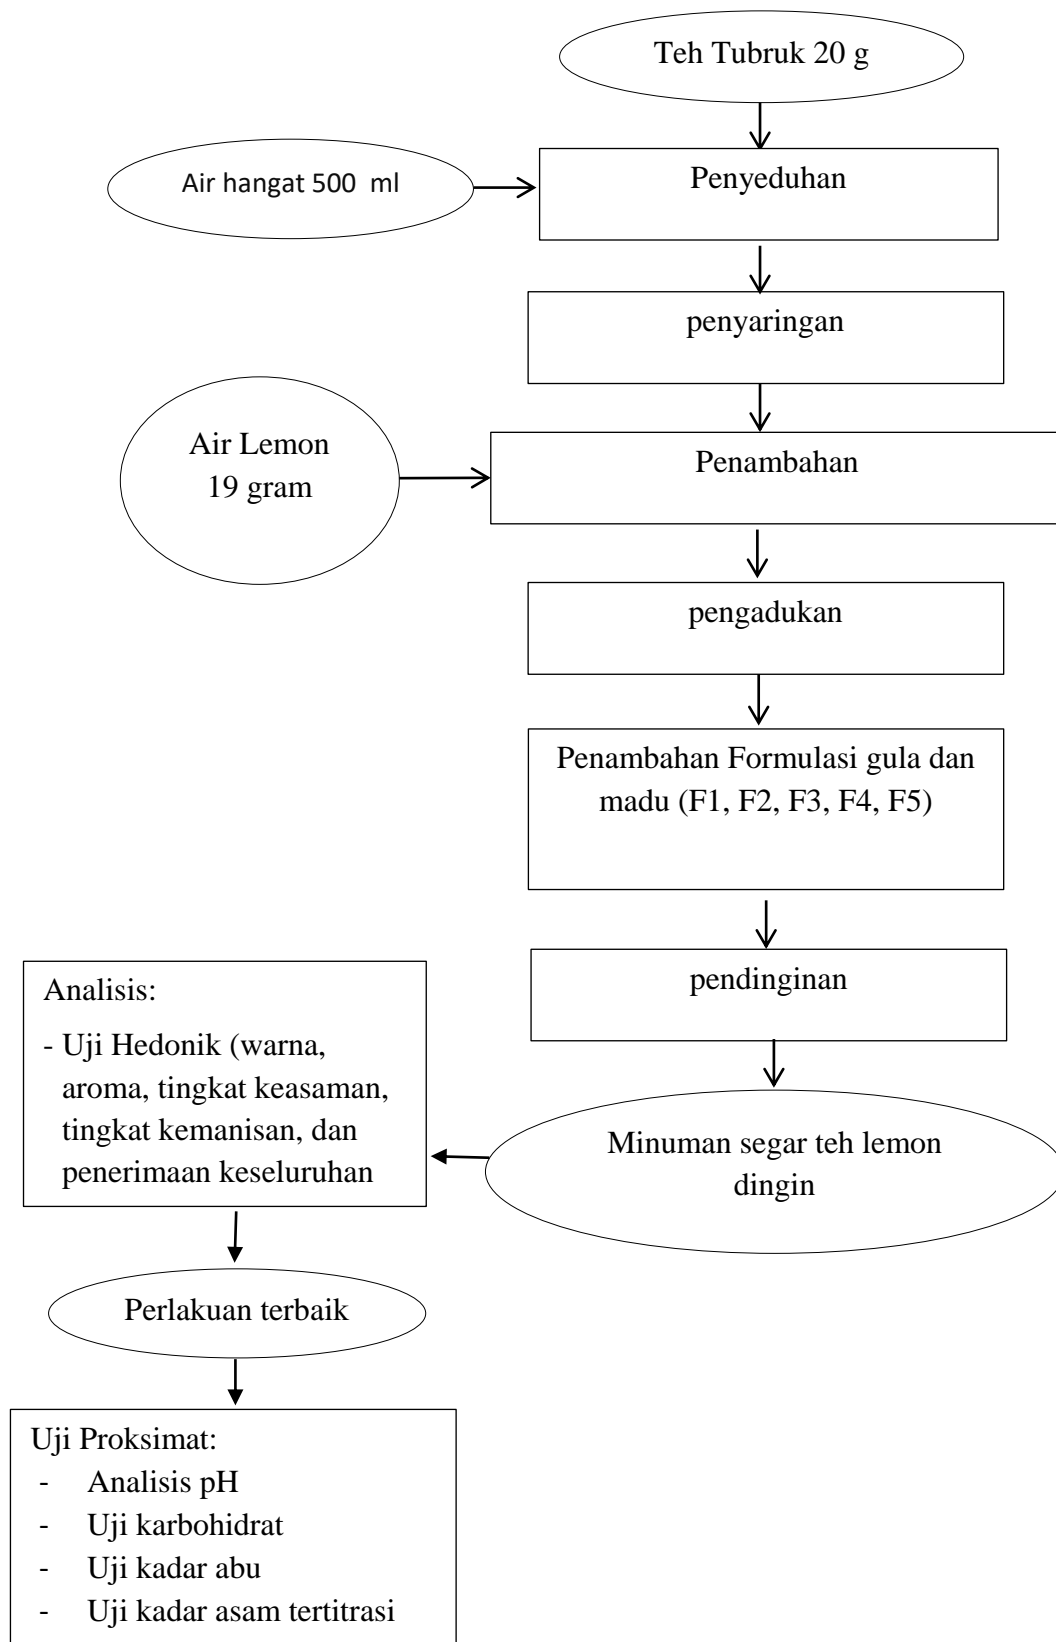 Teh Tubruk 20 g
Air hangat 500  ml
Penyeduhan
penyaringan
Air Lemon
19 gram
Penambahan
pengadukan
Penambahan Formulasi gula dan
madu (F1, F2, F3, F4, F5)
pendinginan
Minuman segar teh lemon
dingin
Analisis:
- Uji Hedonik (warna,
aroma, tingkat keasaman,
tingkat kemanisan, dan
penerimaan keseluruhan
Perlakuan terbaik
Uji Proksimat:
- Analisis pH
- Uji karbohidrat
- Uji kadar abu
- Uji kadar asam tertitrasi